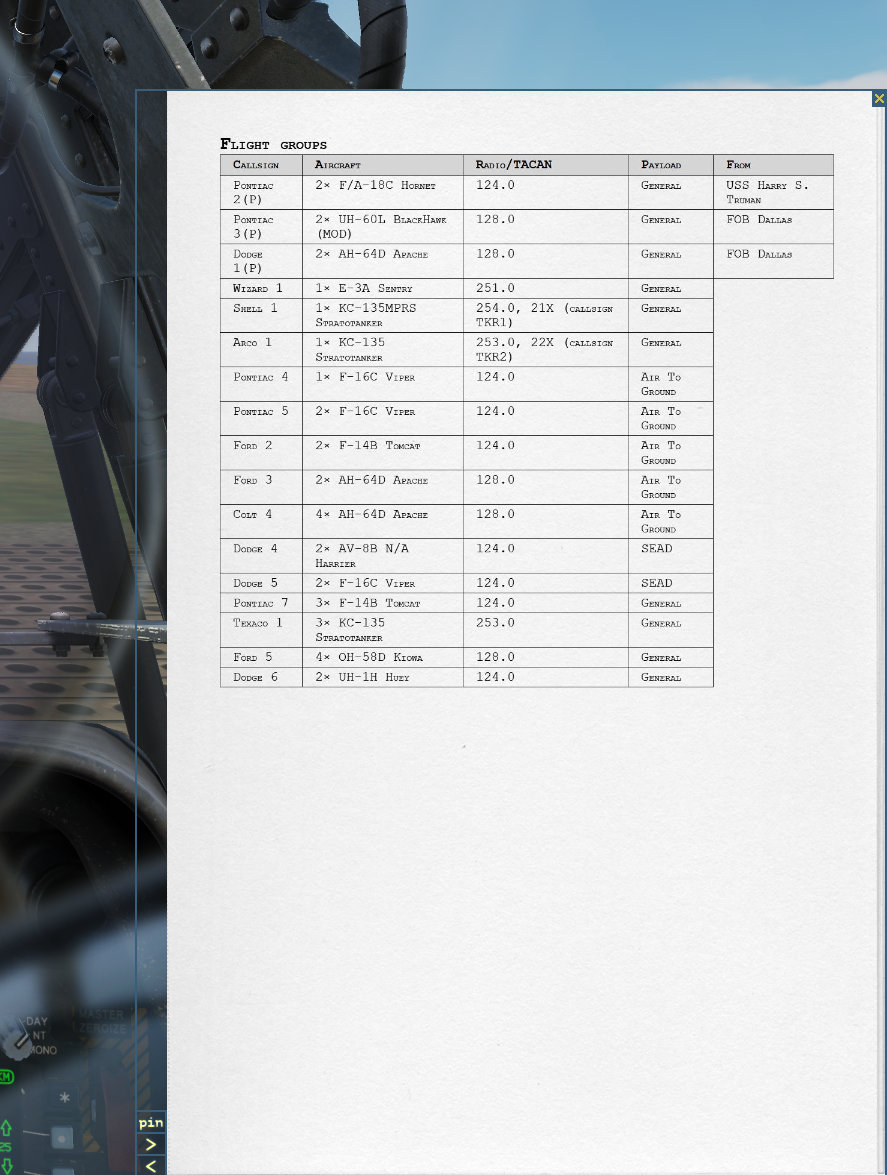 Flight groups
Callsign Aircraft Radio/TACAN Payload From
Pontiac 2× F/A-18C Hornet 124.0 General USS Harry S.
2(P) Truman
Pontiac 2× UH-60L BlackHawk 128.0 General FOB Dallas
3(P) (MOD)
Dodge 2× AH-64D Apache 128.0 General FOB Dallas
1(P)
Wizard 1 1× E-3A Sentry 251.0 General
Shell 1 1× KC-135MPRS 254.0, 21X (callsign General
Stratotanker TKR1)
Arco 1 1× KC-135 253.0, 22X (callsign General
Stratotanker TKR2)
Pontiac 4 1× F-16C Viper 124.0 Air To
Ground
Pontiac 5 2× F-16C Viper 124.0 Air To
Ground
Ford 2 2× F-14B Tomcat 124.0 Air To
Ground
Ford 3 2× AH-64D Apache 128.0 Air To
Ground
Colt 4 4× AH-64D Apache 128.0 Air To
Ground
Dodge 4 2× AV-8B N/A 124.0 SEAD
Harrier
Dodge 5 2× F-16C Viper 124.0 SEAD
Pontiac 7 3× F-14B Tomcat 124.0 General
Texaco 1 3× KC-135 253.0 General
Stratotanker
Ford 5 4× OH-58D Kiowa 128.0 General
Dodge 6 2× UH-1H Huey 124.0 General
MASTER
ZEROIZE
DAY
NT
MONO
KM
25
pin
>
<